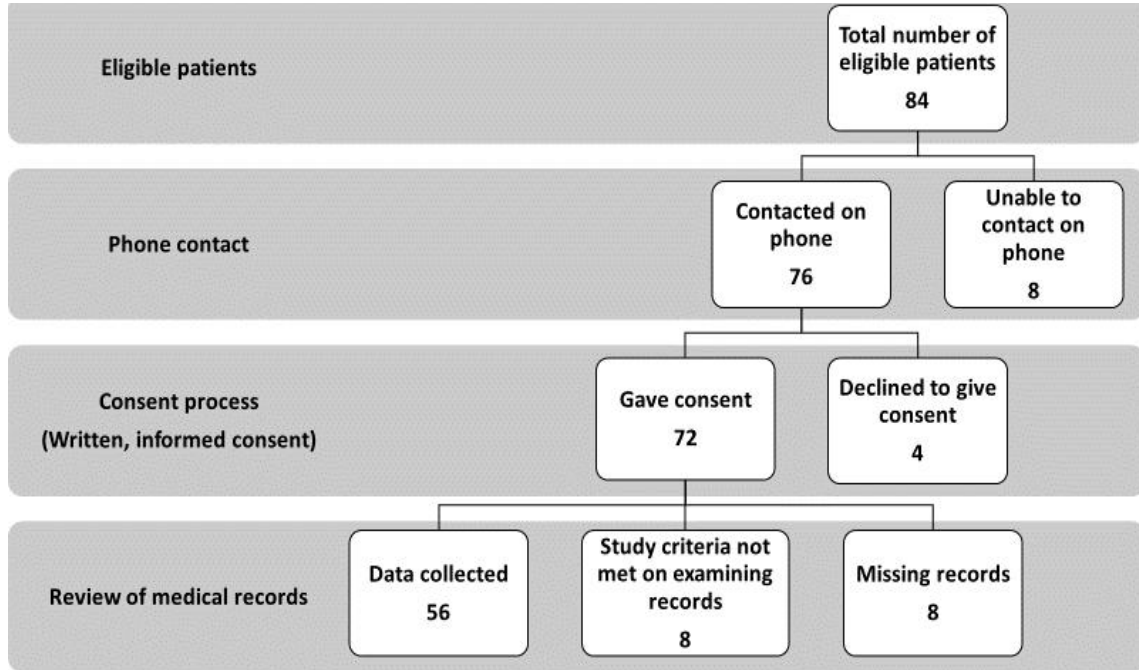 Eligible patients
Total number of
eligible patients
84
Phone contact
Contacted on
phone
76
Unable to
contact on
phone
8
Consent process
(Written, informed consent)
Gave consent
72
Declined to give
consent
4
Review of medical records
Data collected
56
Study criteria not
met on examining
records
8
Missing records
8